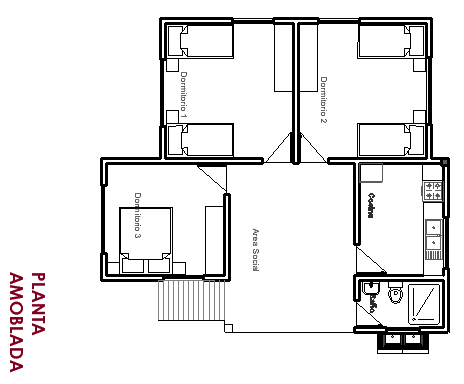 Dormitorio 1
Dormitorio 2
Dormitorio 3
Area Social
Cocina
Baño
PLANTA
AMOBLADA